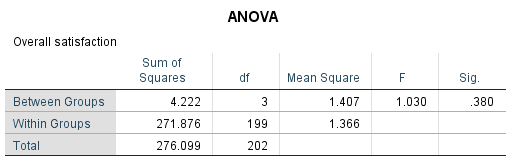 ANOVA
Overall satisfaction
Sum of
Squares df Mean Square F Sig.
Between Groups 4.222 3 1.407 1.030 .380
Within Groups 271.876 199 1.366
Total 276.099 202